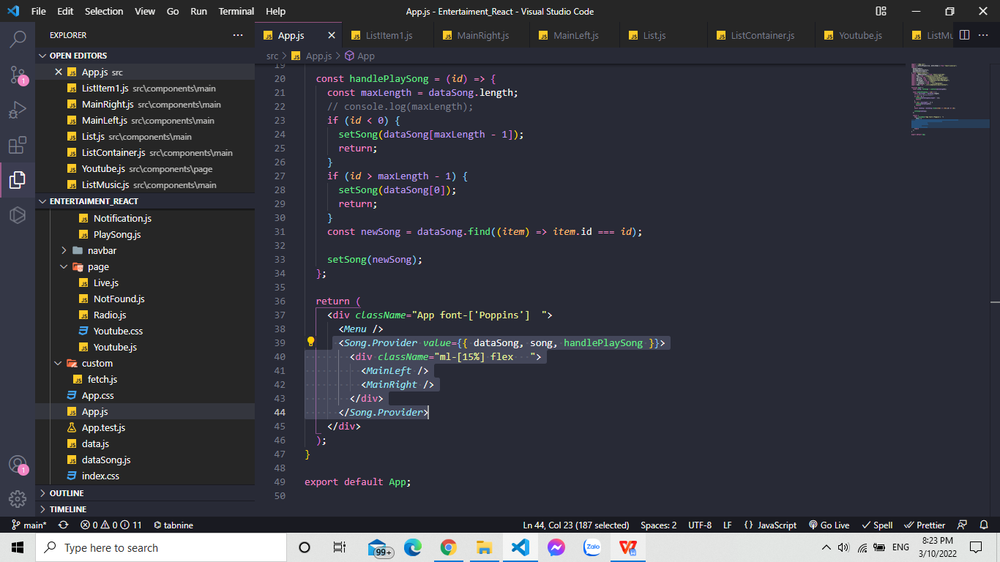 File Edit Selection View Go Run Terminal Help App.js - Entertaiment_React - Visual Studio Code
EXPLORER
OPEN EDITORS
App.js src
ListItem1.js src\components\main
MainRight.js src\components\main
MainLeft.js src\components\main
List.js src\components\main
ListContainer.js src\components\main
Youtube.js src\components\page
ListMusic.js src\components\main
ENTERTAIMENT_REACT
Notification.js
PlaySong.js
navbar
page
Live.js
NotFound.js
Radio.js
Youtube.css
Youtube.js
custom
fetch.js
App.css
App.js
App.test.js
data.js
dataSong.js
index.css
OUTLINE
TIMELINE
1
1
App.js ListItem1.js MainRight.js MainLeft.js List.js ListContainer.js Youtube.js ListMu
src > App.js > App
19
20 const handlePlaySong = (id) => {
21 const maxLength = dataSong.length;
22 // console.log(maxLength);
23 if (id < 0) {
24 setSong(dataSong[maxLength - 1]);
25 return;
26 }
27 if (id > maxLength - 1) {
28 setSong(dataSong[0]);
29 return;
30 }
31 const newSong = dataSong.find((item) => item.id === id);
32
33 setSong(newSong);
34 };
35
36 return (
37 <div className="App font-['Poppins']  ">
38 <Menu />
39 <Song.Provider value={{ dataSong, song, handlePlaySong }}>
40 <div className="ml-[15%] flex   ">
41 <MainLeft />
42 <MainRight />
43 </div>
44 </Song.Provider>
45 </div>
46 );
47 }
48
49 export default App;
50
main* 0 0 11 tabnine Ln 44, Col 23 (187 selected) Spaces: 2 UTF-8 LF {} JavaScript Go Live Spell Prettier
Type here to search 99+ Zalo ENG 8:23 PM
3/10/2022